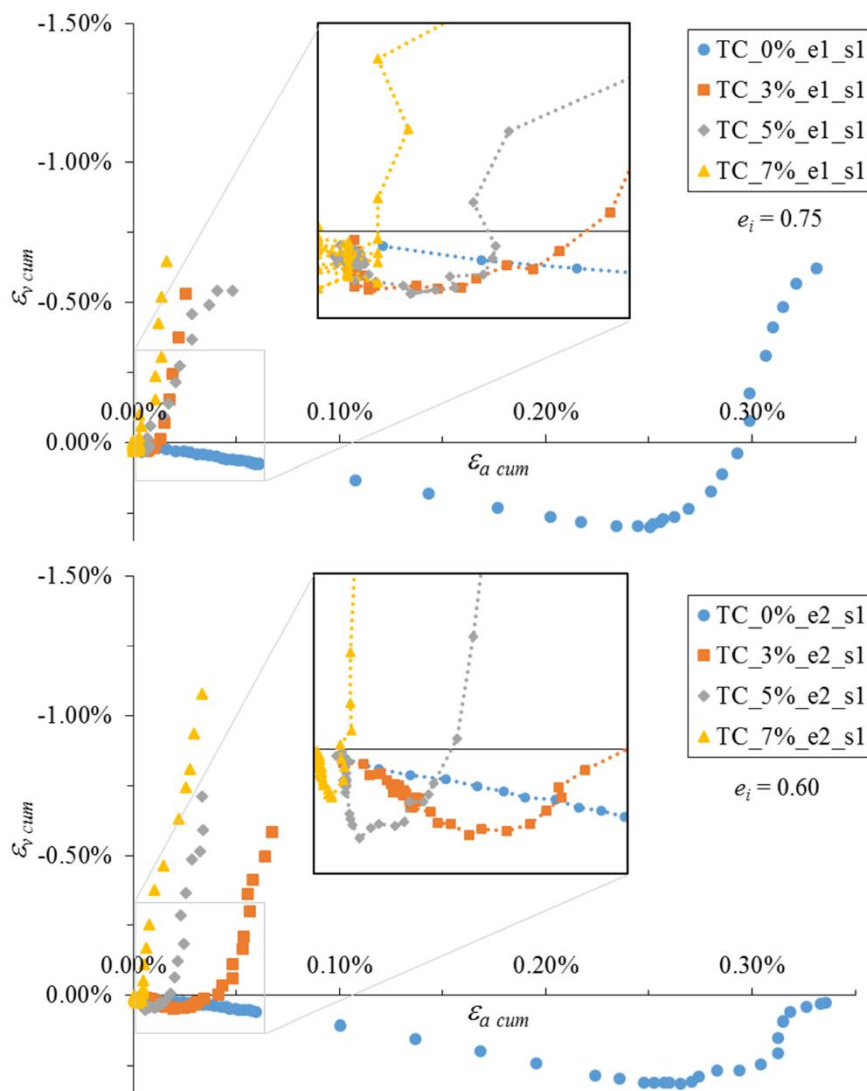 -1.50%
TC_0%_e1_s1
TC_3%_e1_s1
TC_5%_e1_s1
TC_7%_e1_s1
-1.00%
e_i = 0.75
ε_v cum
-0.50%
0.00% 0.10% 0.20% 0.30%
0.00%
ε_a cum
-1.50%
TC_0%_e2_s1
TC_3%_e2_s1
TC_5%_e2_s1
TC_7%_e2_s1
-1.00%
e_i = 0.60
ε_v cum
-0.50%
0.00% 0.10% 0.20% 0.30%
0.00%
ε_a cum